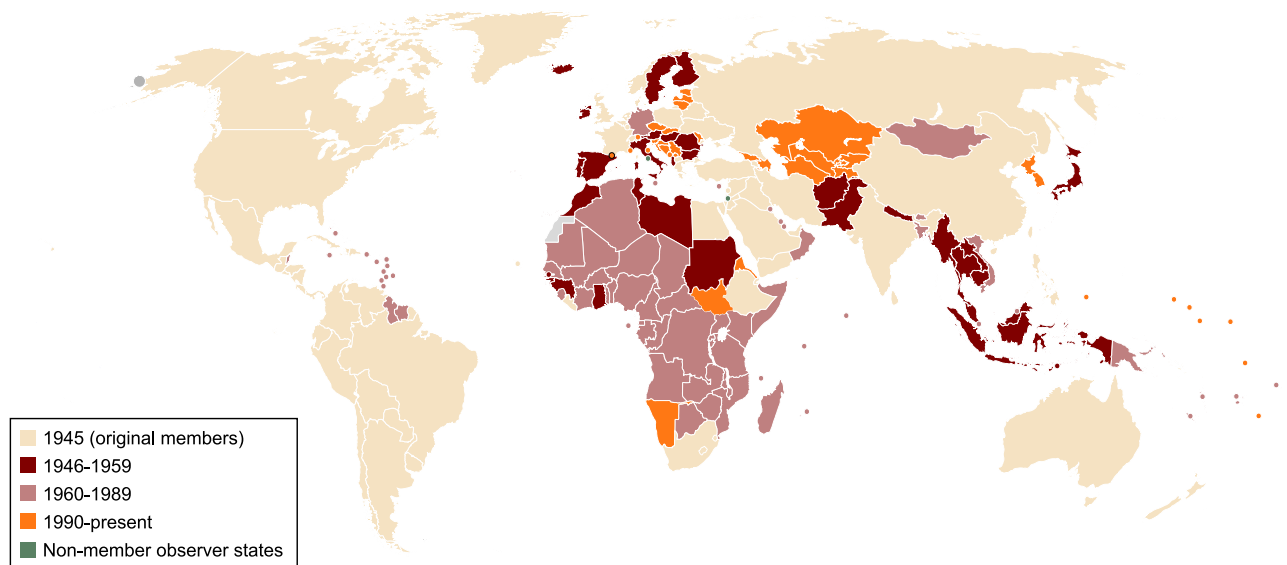 1945 (original members)
1946-1959
1960-1989
1990-present
Non-member observer states